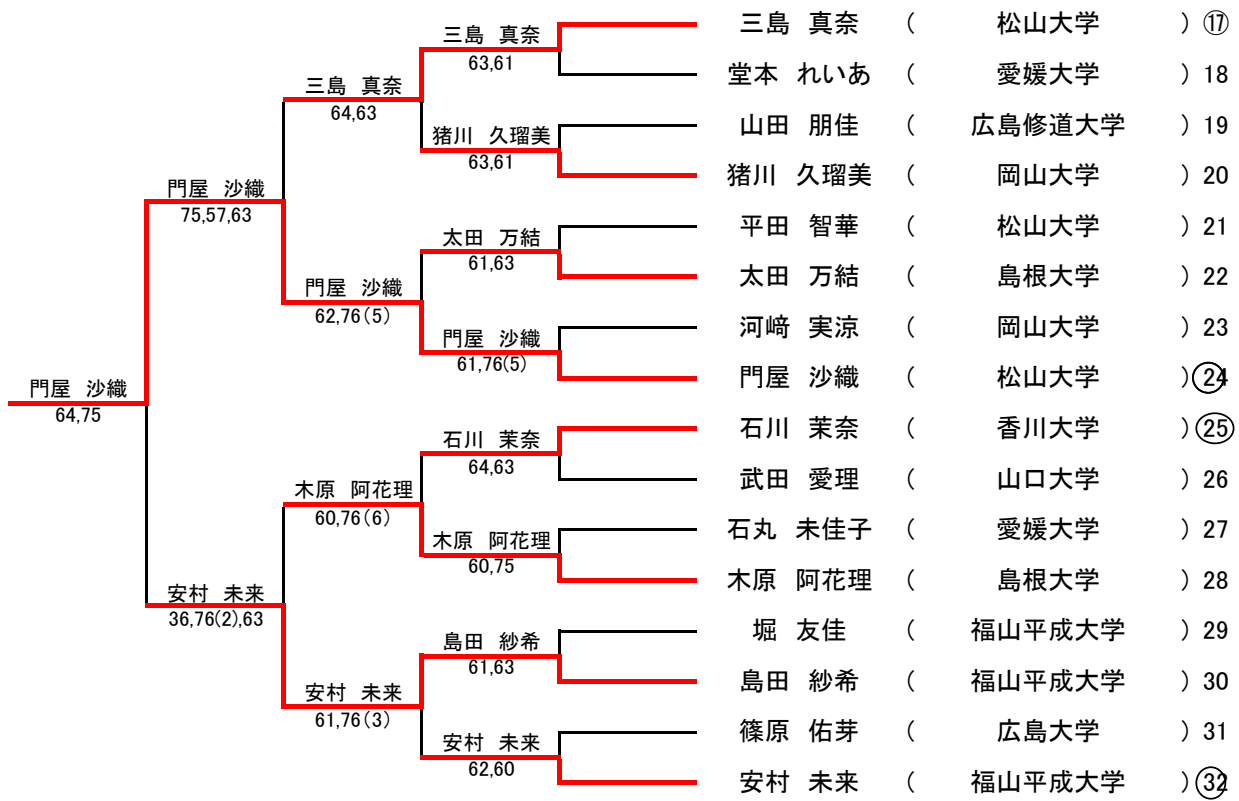 三島 真奈 ( 松山大学 ) ⑰
三島 真奈
63,61
堂本 れいあ ( 愛媛大学 ) 18
三島 真奈
64,63
山田 朋佳 ( 広島修道大学 ) 19
猪川 久瑠美
63,61
猪川 久瑠美 ( 岡山大学 ) 20
門屋 沙織
75,57,63
平田 智華 ( 松山大学 ) 21
太田 万結
61,63
太田 万結 ( 島根大学 ) 22
門屋 沙織
62,76(5)
河﨑 実涼 ( 岡山大学 ) 23
門屋 沙織
61,76(5)
門屋 沙織 ( 松山大学 ) 24
門屋 沙織
64,75
石川 茉奈 ( 香川大学 ) 25
石川 茉奈
64,63
武田 愛理 ( 山口大学 ) 26
木原 阿花理
60,76(6)
石丸 未佳子 ( 愛媛大学 ) 27
木原 阿花理
60,75
木原 阿花理 ( 島根大学 ) 28
安村 未来
36,76(2),63
堀 友佳 ( 福山平成大学 ) 29
島田 紗希
61,63
島田 紗希 ( 福山平成大学 ) 30
安村 未来
61,76(3)
篠原 佑芽 ( 広島大学 ) 31
安村 未来
62,60
安村 未来 ( 福山平成大学 ) 32